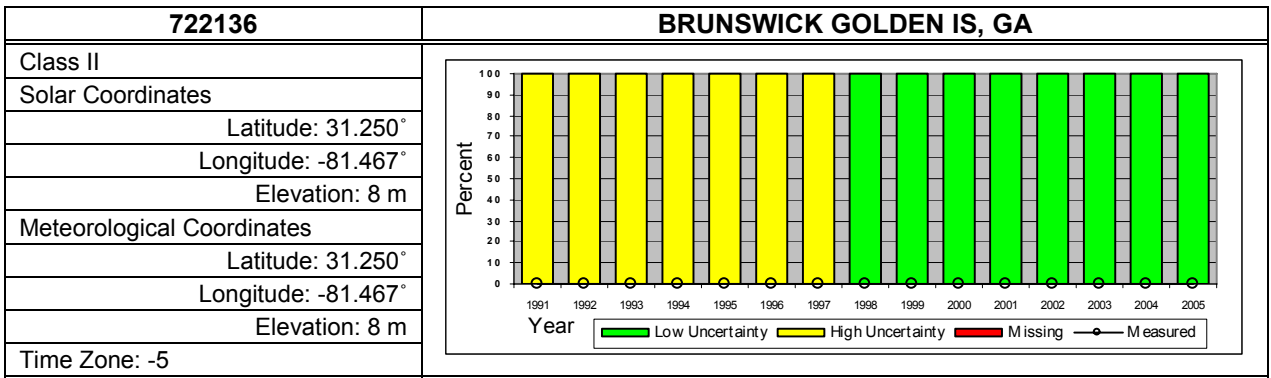 722136
BRUNSWICK GOLDEN IS, GA
Class II
Solar Coordinates
Latitude: 31.250˚
Longitude: -81.467˚
Elevation: 8 m
Meteorological Coordinates
Latitude: 31.250˚
Longitude: -81.467˚
Elevation: 8 m
Time Zone: -5
100
90
80
70
60
50
40
30
20
10
0
Percent
1991 1992 1993 1994 1995 1996 1997 1998 1999 2000 2001 2002 2003 2004 2005
Year
Low Uncertainty High Uncertainty Missing Measured